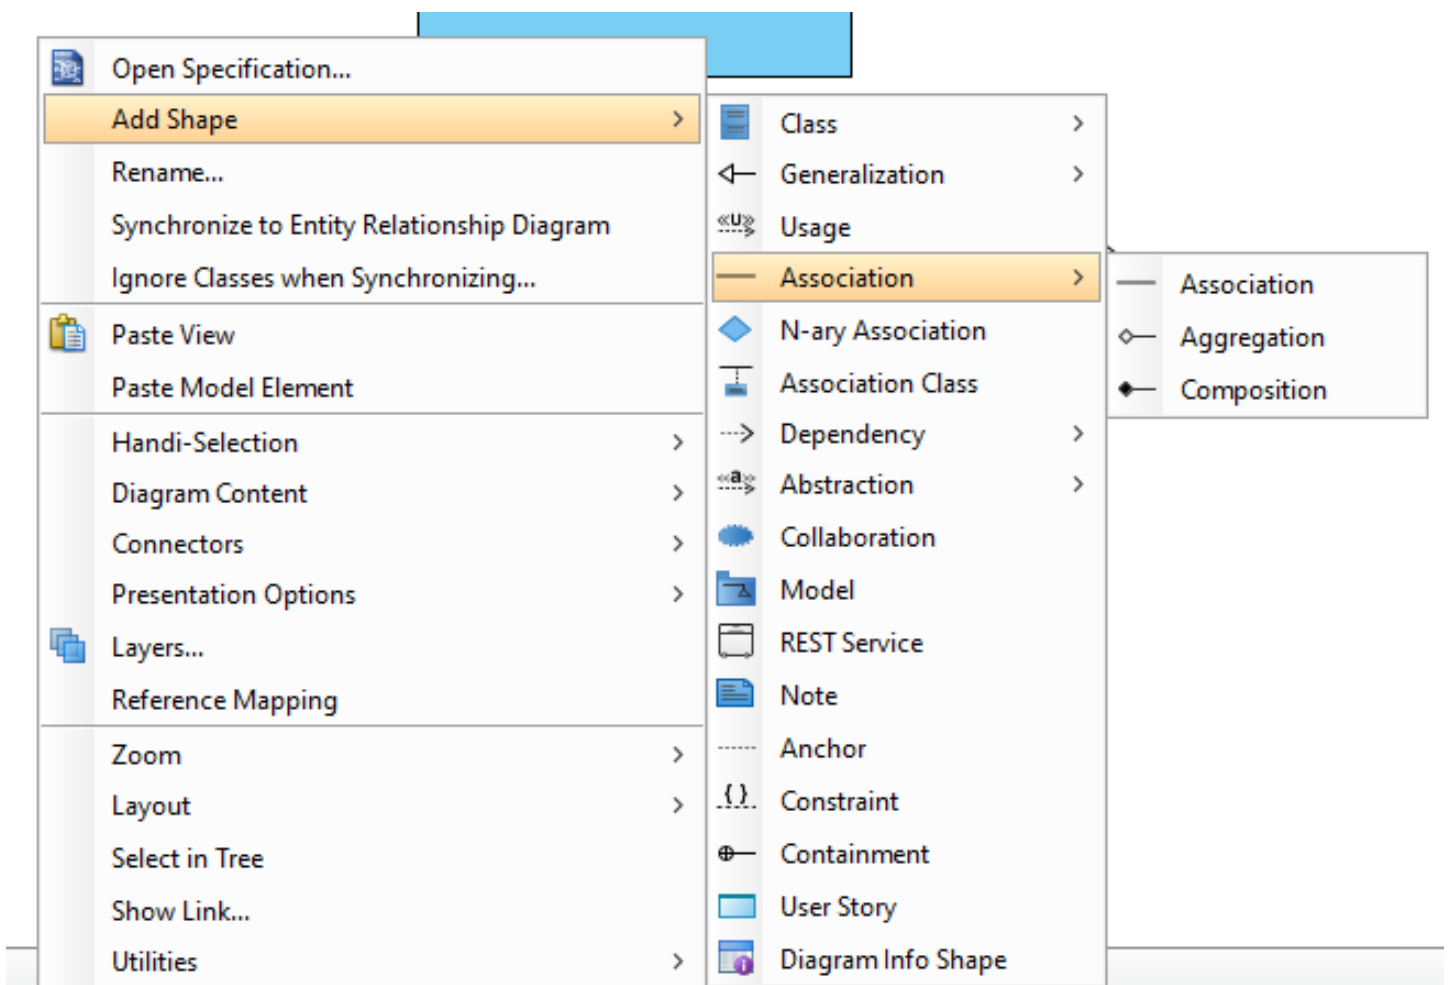 Open Specification...
Add Shape
Rename...
Synchronize to Entity Relationship Diagram
Ignore Classes when Synchronizing...
Paste View
Paste Model Element
Handi-Selection
Diagram Content
Connectors
Presentation Options
Layers...
Reference Mapping
Zoom
Layout
Select in Tree
Show Link...
Utilities
Class
Generalization
«U» Usage
Association
N-ary Association
Association Class
Dependency
«a» Abstraction
Collaboration
Model
REST Service
Note
Anchor
{ } Constraint
Containment
User Story
Diagram Info Shape
Association
Aggregation
Composition